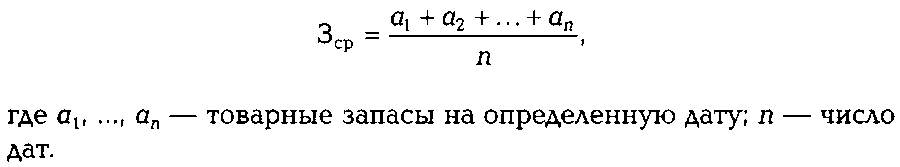 З_ср = (a_1 + a_2 + ... + a_n) / n,
где a_1, ..., a_n — товарные запасы на определенную дату; n — число
дат.